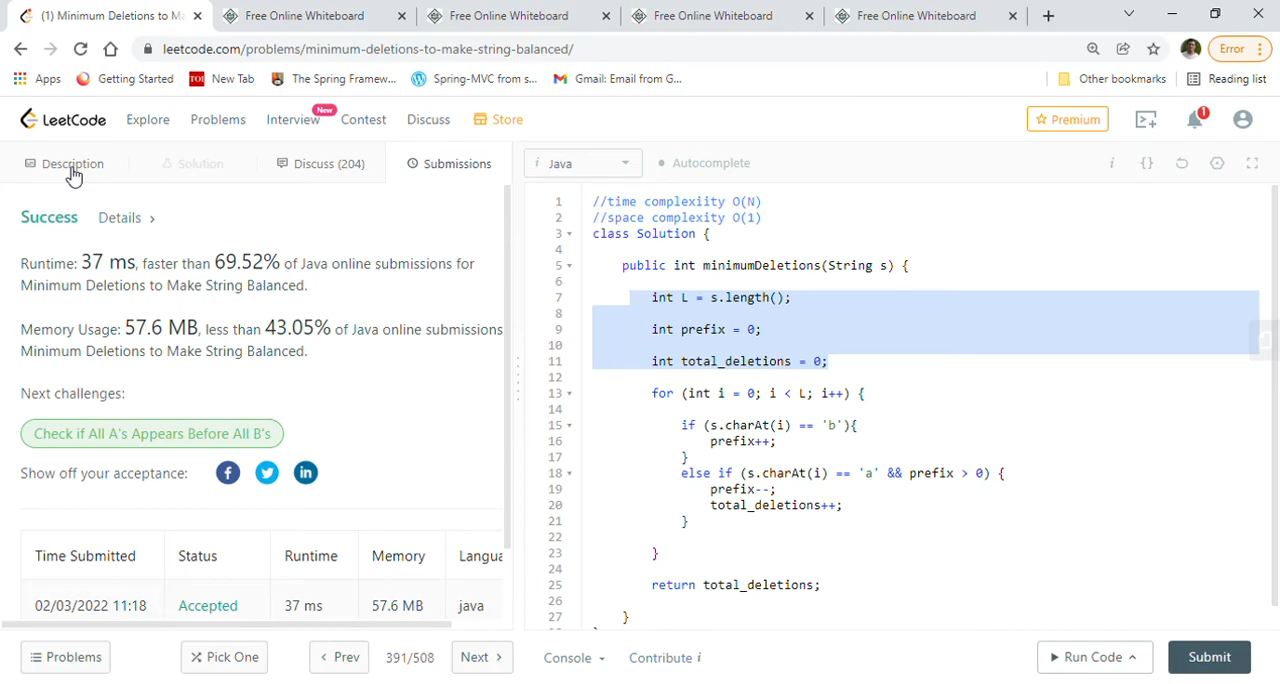 (1) Minimum Deletions to Ma
Free Online Whiteboard
Free Online Whiteboard
Free Online Whiteboard
Free Online Whiteboard
leetcode.com/problems/minimum-deletions-to-make-string-balanced/
Error
Apps
Getting Started
New Tab
The Spring Framew...
Spring-MVC from s...
Gmail: Email from G...
Other bookmarks
Reading list
LeetCode
Explore
Problems
Interview
New
Contest
Discuss
Store
Premium
1
Description
Solution
Discuss (204)
Submissions
i Java
Autocomplete
Success
Details >
Runtime: 37 ms, faster than 69.52% of Java online submissions for
Minimum Deletions to Make String Balanced.
Memory Usage: 57.6 MB, less than 43.05% of Java online submissions
Minimum Deletions to Make String Balanced.
Next challenges:
Check if All A's Appears Before All B's
Show off your acceptance:
Time Submitted Status Runtime Memory Langua
02/03/2022 11:18 Accepted 37 ms 57.6 MB java
1 //time complexiity O(N)
2 //space complexity O(1)
3 class Solution {
4
5 public int minimumDeletions(String s) {
6
7 int L = s.length();
8
9 int prefix = 0;
10
11 int total_deletions = 0;
12
13 for (int i = 0; i < L; i++) {
14
15 if (s.charAt(i) == 'b'){
16 prefix++;
17 }
18 else if (s.charAt(i) == 'a' && prefix > 0) {
19 prefix--;
20 total_deletions++;
21 }
22
23 }
24
25 return total_deletions;
26
27 }
Problems
Pick One
< Prev
391/508
Next >
Console
Contribute i
Run Code
Submit